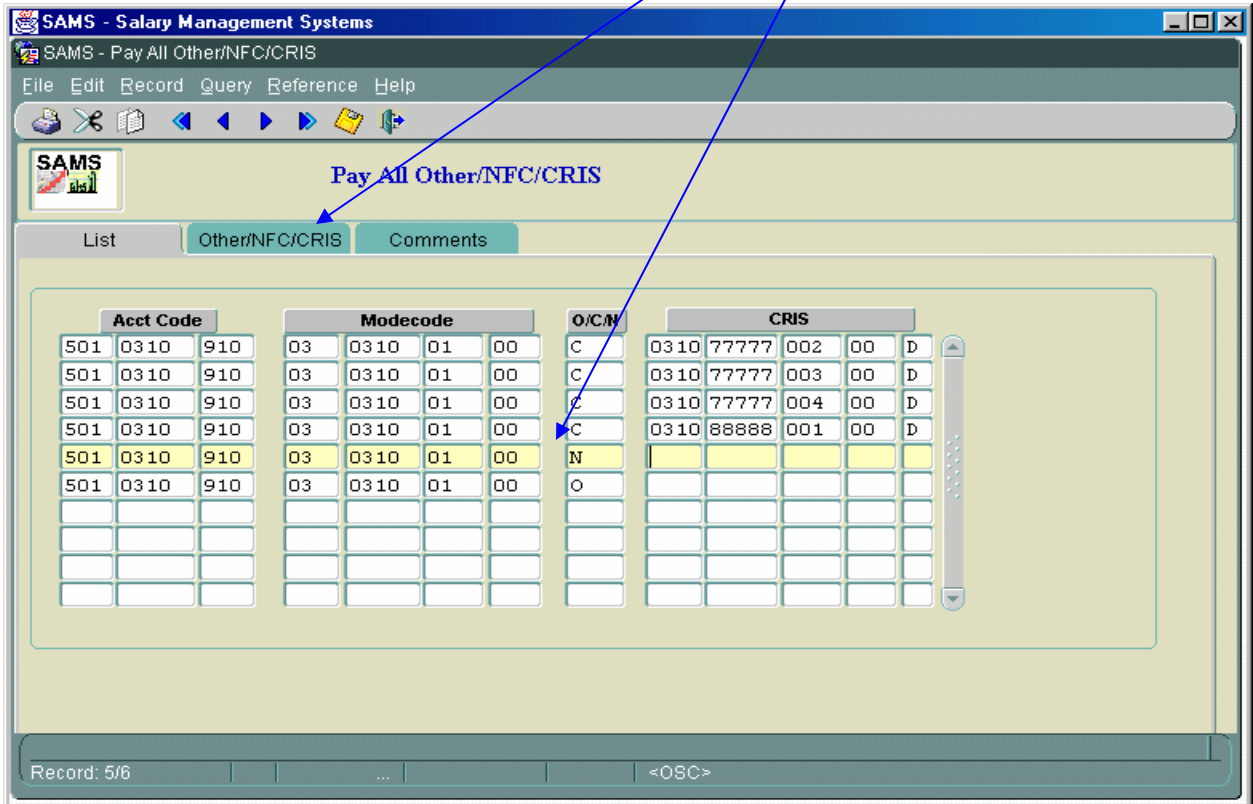 SAMS - Salary Management Systems
SAMS - Pay All Other/NFC/CRIS
File Edit Record Query Reference Help
SAMS
Pay All Other/NFC/CRIS
List Other/NFC/CRIS Comments
Acct Code Modecode O/C/N CRIS
501 0310 910 03 0310 01 00 C 0310 77777 002 00 D
501 0310 910 03 0310 01 00 C 0310 77777 003 00 D
501 0310 910 03 0310 01 00 C 0310 77777 004 00 D
501 0310 910 03 0310 01 00 C 0310 88888 001 00 D
501 0310 910 03 0310 01 00 N
501 0310 910 03 0310 01 00 O
Record: 5/6 ... <OSC>